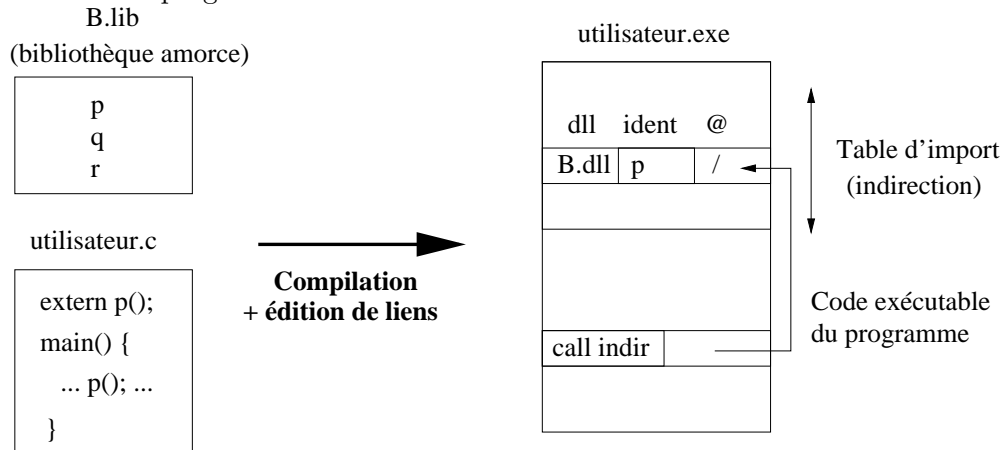 B.lib
(bibliothèque amorce)
p
q
r
utilisateur.c
extern p();
main() {
... p(); ...
}
Compilation
+ édition de liens
utilisateur.exe
dll ident @
B.dll p /
call indir
Table d'import
(indirection)
Code exécutable
du programme